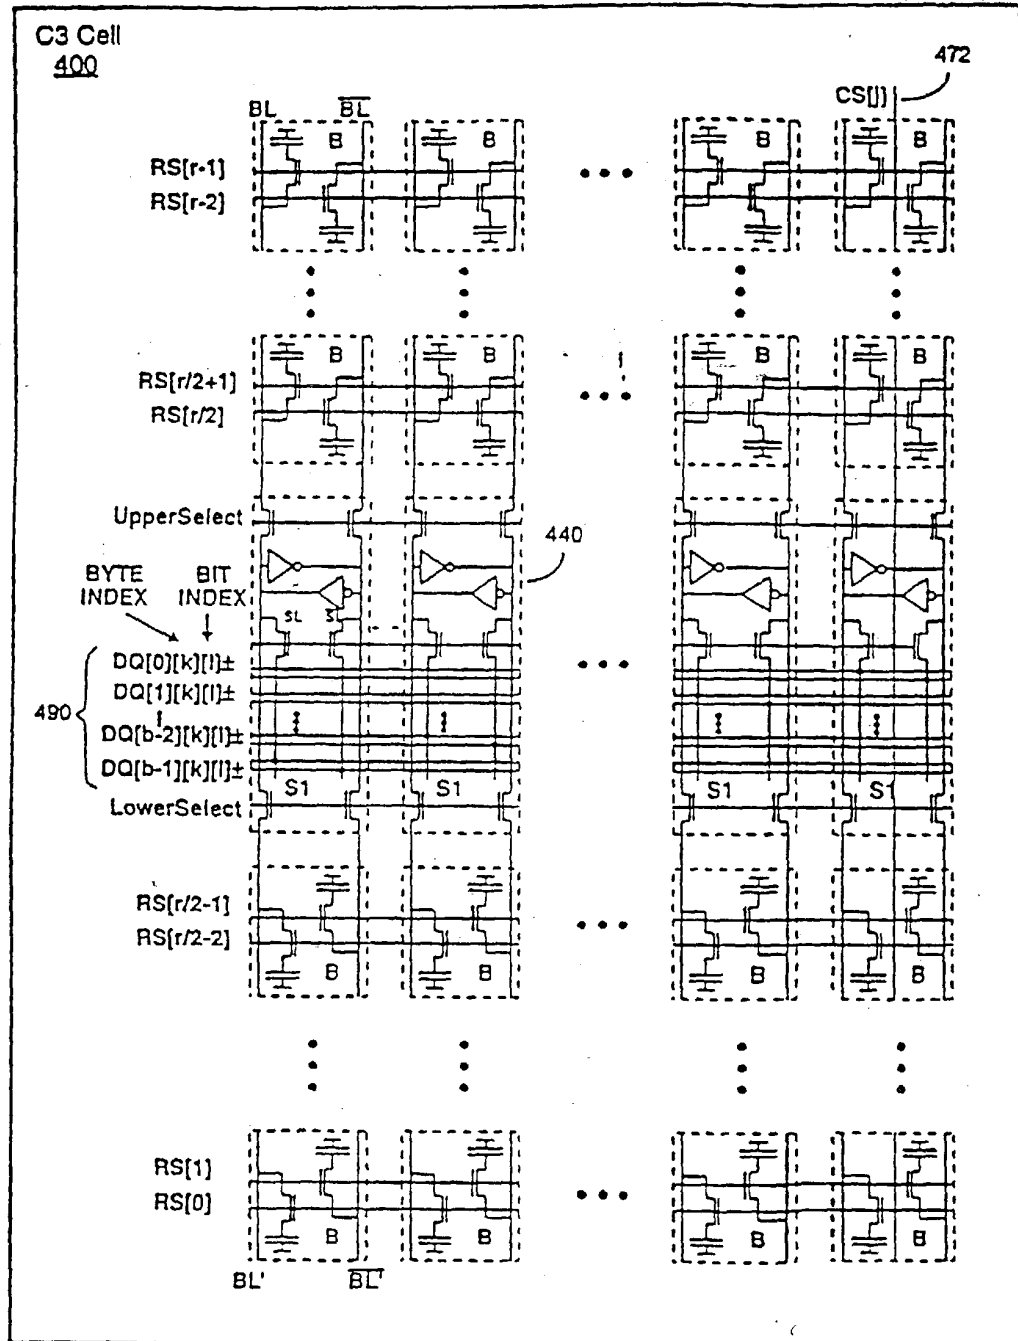 C3 Cell
400
472
BL B̅L̅ CS[j]
B B B B
RS[r-1]
RS[r-2]
B B B B
RS[r/2+1]
RS[r/2]
UpperSelect
440
BYTE INDEX BIT INDEX
SL S̅L̅
DQ[0][k][l]±
DQ[1][k][l]±
490
DQ[b-2][k][l]±
DQ[b-1][k][l]±
S1 S1 S1 S1
LowerSelect
RS[r/2-1]
RS[r/2-2]
B B B B
RS[1]
RS[0]
B B B B
BL' B̅L̅'̅